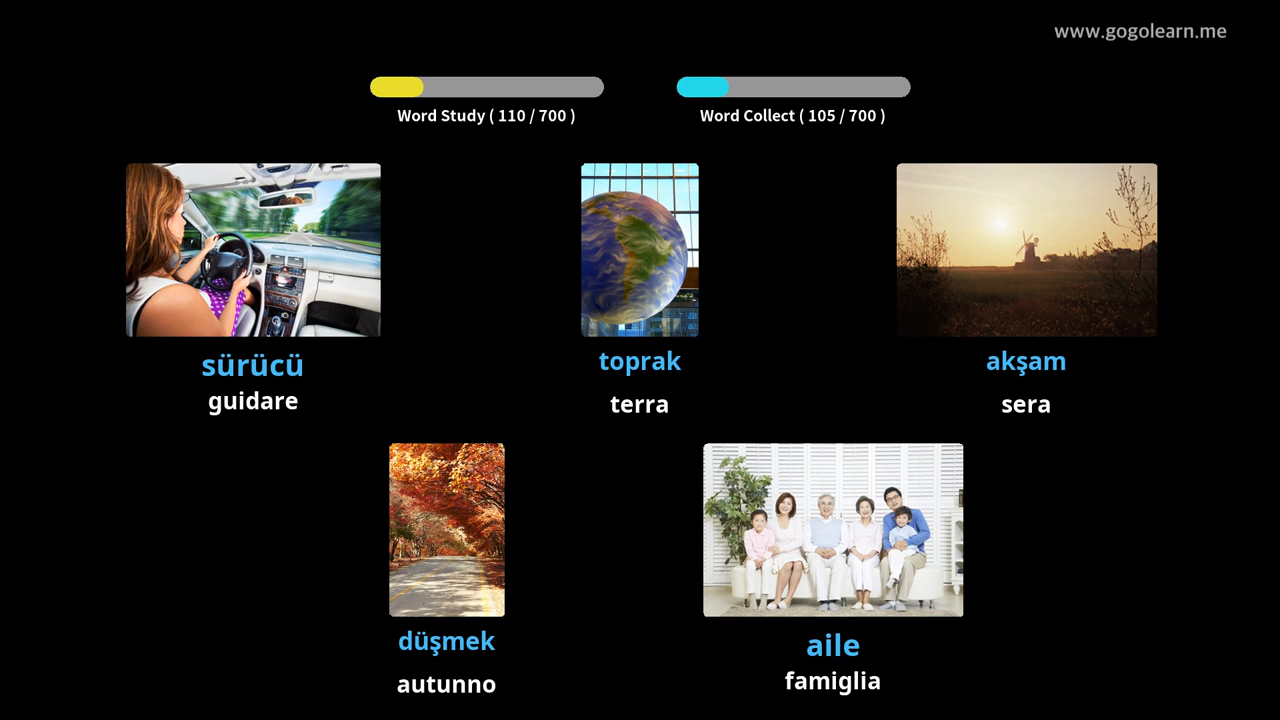 www.gogolearn.me
Word Study ( 110 / 700 )
Word Collect ( 105 / 700 )
sürücü
guidare
toprak
terra
akşam
sera
düşmek
autunno
aile
famiglia